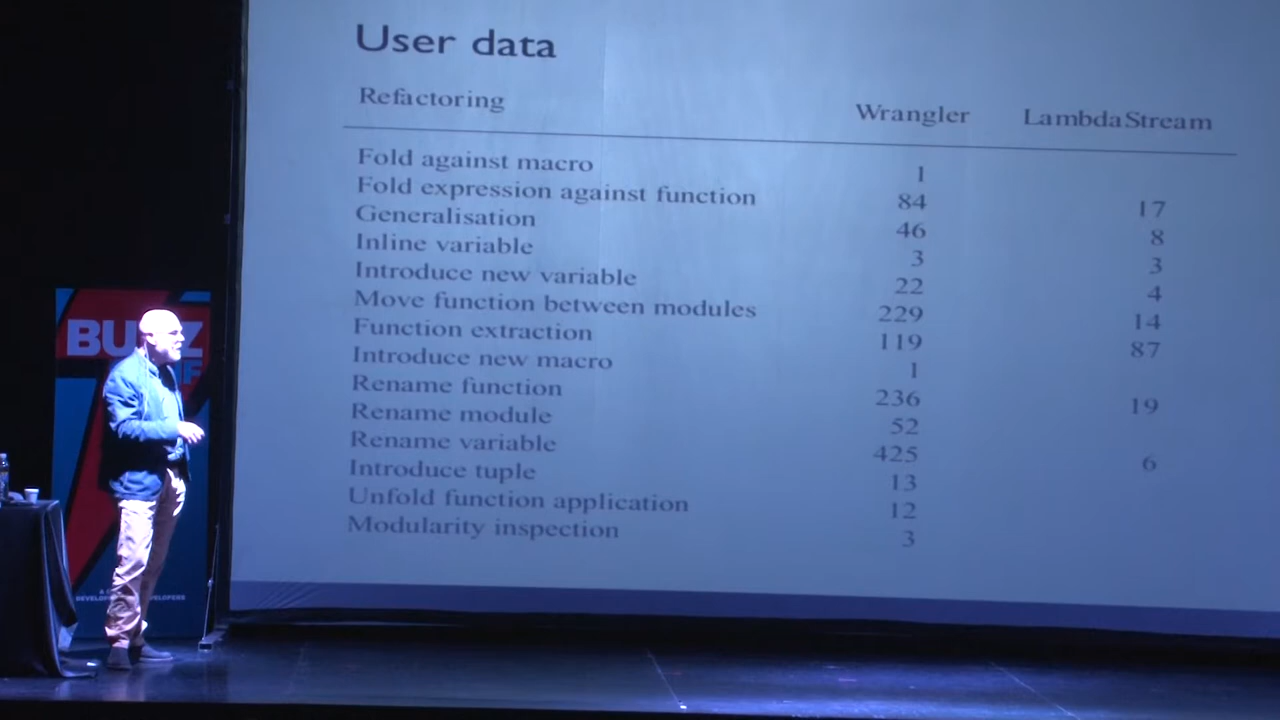 User data
Refactoring Wrangler LambdaStream
Fold against macro 1
Fold expression against function 84 17
Generalisation 46 8
Inline variable 3 3
Introduce new variable 22 4
Move function between modules 229 14
Function extraction 119 87
Introduce new macro 1
Rename function 236 19
Rename module 52
Rename variable 425 6
Introduce tuple 13
Unfold function application 12
Modularity inspection 3